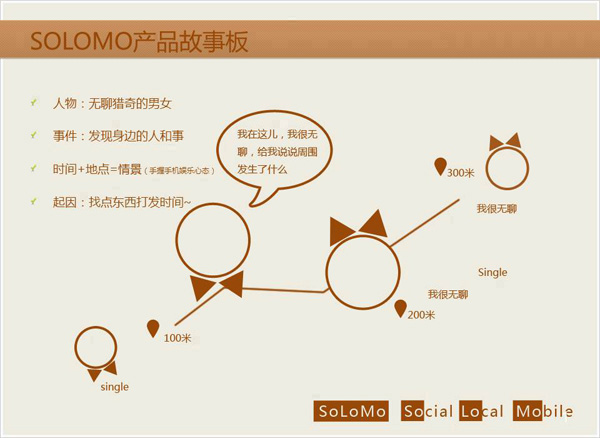 SOLOMO产品故事板
人物：无聊猎奇的男女
事件：发现身边的人和事
时间+地点=情景（手握手机娱乐心态）
起因：找点东西打发时间~
我在这儿，我很无
聊，给我说说周围
发生了什么
300米
我很无聊
Single
我很无聊
200米
100米
single
SoLoMo Social Local Mobile